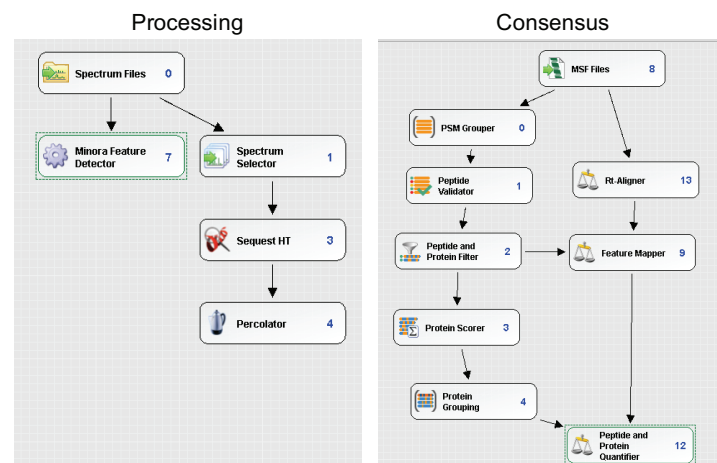 Processing
Spectrum Files 0
Minora Feature
Detector 7
Spectrum
Selector 1
Sequest HT 3
Percolator 4
Consensus
MSF Files 8
PSM Grouper 0
Peptide
Validator 1
Rt-Aligner 13
Peptide and
Protein Filter 2
Feature Mapper 9
Protein Scorer 3
Protein
Grouping 4
Peptide and
Protein
Quantifier 12